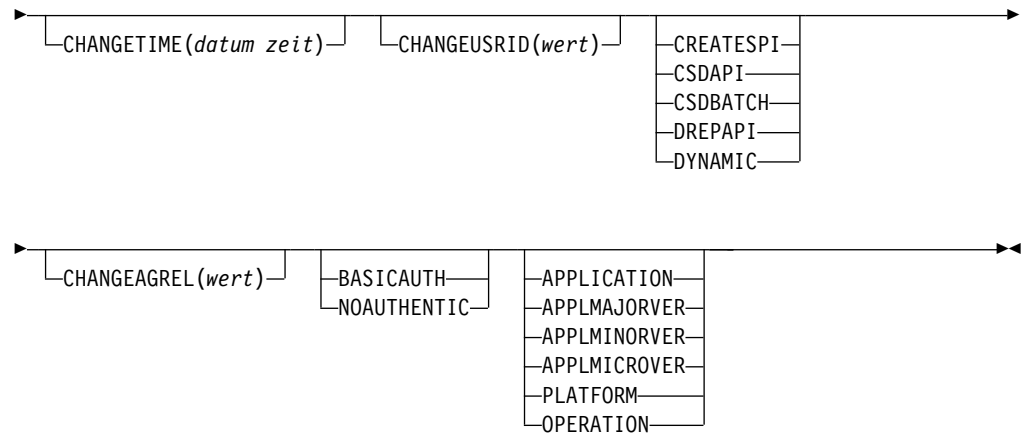 CHANGETIME(datum zeit) CHANGEUSRID(wert) CREATESPI
CSDAPI
CSDBATCH
DREPAPI
DYNAMIC
CHANGEAGREL(wert) BASICAUTH APPLICATION
NOAUTHENTIC APPLMAJORVER
APPLMINORVER
APPLMICROVER
PLATFORM
OPERATION